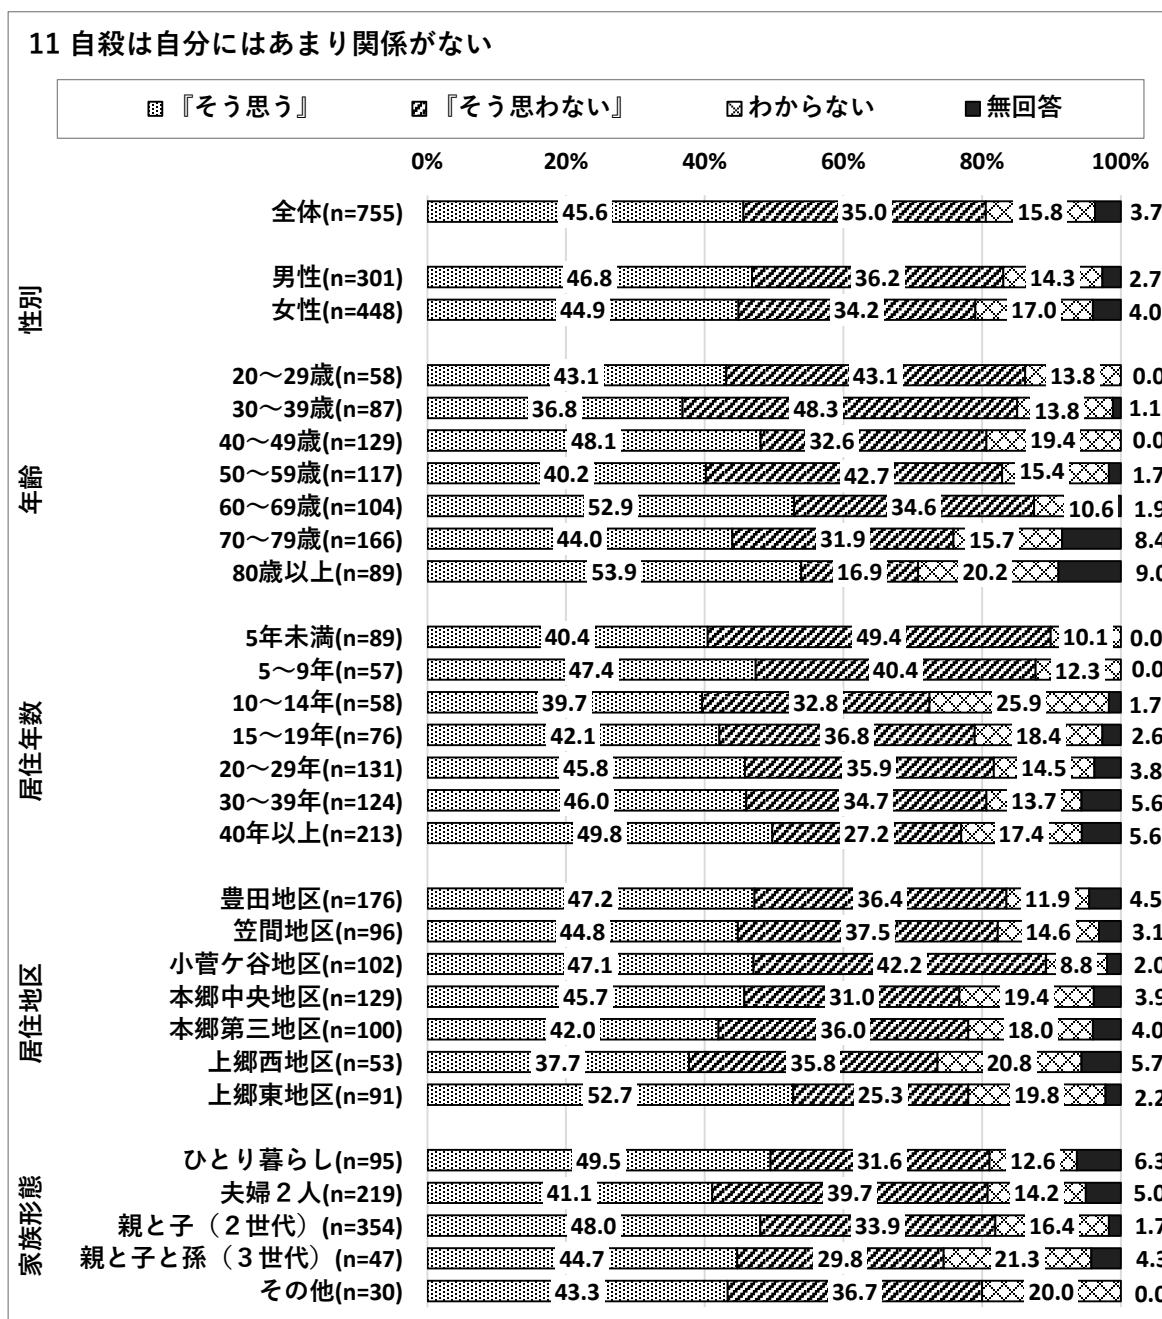 11 自殺は自分にはあまり関係がない
『そう思う』 『そう思わない』 わからない 無回答
0% 20% 40% 60% 80% 100%
全体(n=755) 45.6 35.0 15.8 3.7
性別
男性(n=301) 46.8 36.2 14.3 2.7
女性(n=448) 44.9 34.2 17.0 4.0
年齢
20～29歳(n=58) 43.1 43.1 13.8 0.0
30～39歳(n=87) 36.8 48.3 13.8 1.1
40～49歳(n=129) 48.1 32.6 19.4 0.0
50～59歳(n=117) 40.2 42.7 15.4 1.7
60～69歳(n=104) 52.9 34.6 10.6 1.9
70～79歳(n=166) 44.0 31.9 15.7 8.4
80歳以上(n=89) 53.9 16.9 20.2 9.0
居住年数
5年未満(n=89) 40.4 49.4 10.1 0.0
5～9年(n=57) 47.4 40.4 12.3 0.0
10～14年(n=58) 39.7 32.8 25.9 1.7
15～19年(n=76) 42.1 36.8 18.4 2.6
20～29年(n=131) 45.8 35.9 14.5 3.8
30～39年(n=124) 46.0 34.7 13.7 5.6
40年以上(n=213) 49.8 27.2 17.4 5.6
居住地区
豊田地区(n=176) 47.2 36.4 11.9 4.5
笠間地区(n=96) 44.8 37.5 14.6 3.1
小菅ケ谷地区(n=102) 47.1 42.2 8.8 2.0
本郷中央地区(n=129) 45.7 31.0 19.4 3.9
本郷第三地区(n=100) 42.0 36.0 18.0 4.0
上郷西地区(n=53) 37.7 35.8 20.8 5.7
上郷東地区(n=91) 52.7 25.3 19.8 2.2
家族形態
ひとり暮らし(n=95) 49.5 31.6 12.6 6.3
夫婦２人(n=219) 41.1 39.7 14.2 5.0
親と子（２世代）(n=354) 48.0 33.9 16.4 1.7
親と子と孫（３世代）(n=47) 44.7 29.8 21.3 4.3
その他(n=30) 43.3 36.7 20.0 0.0